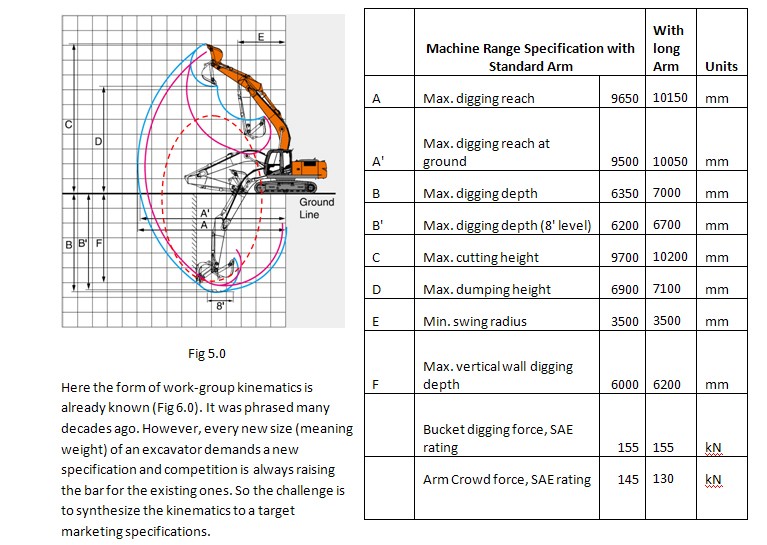 E
C
D
Ground
Line
A'
A
B B' F
8'
Fig 5.0
Here the form of work-group kinematics is
already known (Fig 6.0). It was phrased many
decades ago. However, every new size (meaning
weight) of an excavator demands a new
specification and competition is always raising
the bar for the existing ones. So the challenge is
to synthesize the kinematics to a target
marketing specifications.
Machine Range Specification with
Standard Arm
With
long
Arm
Units
A Max. digging reach 9650 10150 mm
A' Max. digging reach at
ground 9500 10050 mm
B Max. digging depth 6350 7000 mm
B' Max. digging depth (8' level) 6200 6700 mm
C Max. cutting height 9700 10200 mm
D Max. dumping height 6900 7100 mm
E Min. swing radius 3500 3500 mm
F Max. vertical wall digging
depth 6000 6200 mm
Bucket digging force, SAE
rating 155 155 kN
Arm Crowd force, SAE rating 145 130 kN